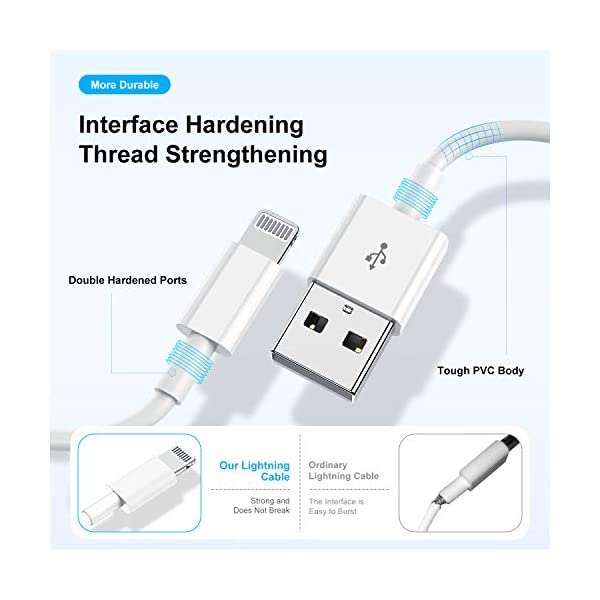 More Durable
Interface Hardening
Thread Strengthening
Double Hardened Ports
Tough PVC Body
Our Lightning
Cable
Strong and
Does Not Break
Ordinary
Lightning Cable
The Interface is
Easy to Burst